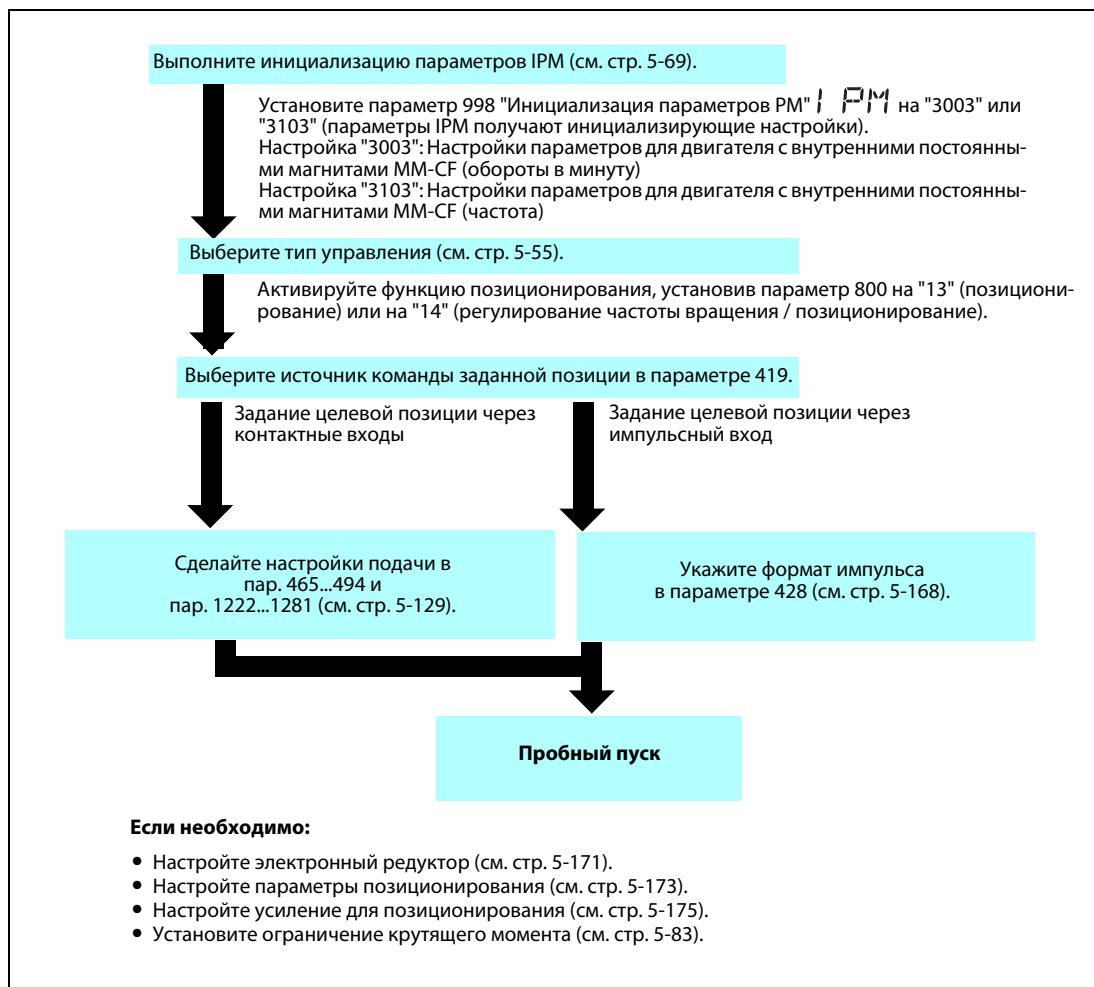 Выполните инициализацию параметров IPM (см. стр. 5-69).
Установите параметр 998 "Инициализация параметров PM" IPM на "3003" или
"3103" (параметры IPM получают инициализирующие настройки).
Настройка "3003": Настройки параметров для двигателя с внутренними постоянны-
ми магнитами MM-CF (обороты в минуту)
Настройка "3103": Настройки параметров для двигателя с внутренними постоянны-
ми магнитами MM-CF (частота)
Выберите тип управления (см. стр. 5-55).
Активируйте функцию позиционирования, установив параметр 800 на "13" (позициони-
рование) или на "14" (регулирование частоты вращения / позиционирование).
Выберите источник команды заданной позиции в параметре 419.
Задание целевой позиции через
контактные входы
Задание целевой позиции через
импульсный вход
Сделайте настройки подачи в
пар. 465...494 и
пар. 1222...1281 (см. стр. 5-129).
Укажите формат импульса
в параметре 428 (см. стр. 5-168).
Пробный пуск
Если необходимо:
● Настройте электронный редуктор (см. стр. 5-171).
● Настройте параметры позиционирования (см. стр. 5-173).
● Настройте усиление для позиционирования (см. стр. 5-175).
● Установите ограничение крутящего момента (см. стр. 5-83).